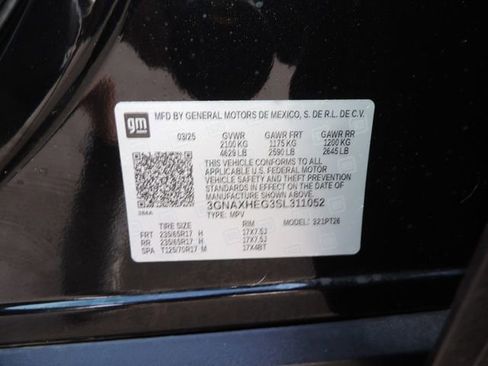 gm
MFD BY GENERAL MOTORS DE MEXICO, S. DE R.L. DE C.V.
03/25 GVWR GAWR FRT GAWR RR
2100 KG 1175 KG 1200 KG
4629 LB 2590 LB 2645 LB
THIS VEHICLE CONFORMS TO ALL
APPLICABLE U.S. FEDERAL MOTOR
VEHICLE SAFETY AND THEFT PREVENTION
STANDARDS IN EFFECT ON THE DATE OF
MANUFACTURE SHOWN ABOVE.
3GNAXHEG3SL311052
TYPE: MPV MODEL: 321PT26
TIRE SIZE RIM
FRT 235/65R17 H 17X7.5J
RR 235/65R17 H 17X7.5J
SPA T125/70R17 M 17X4BT